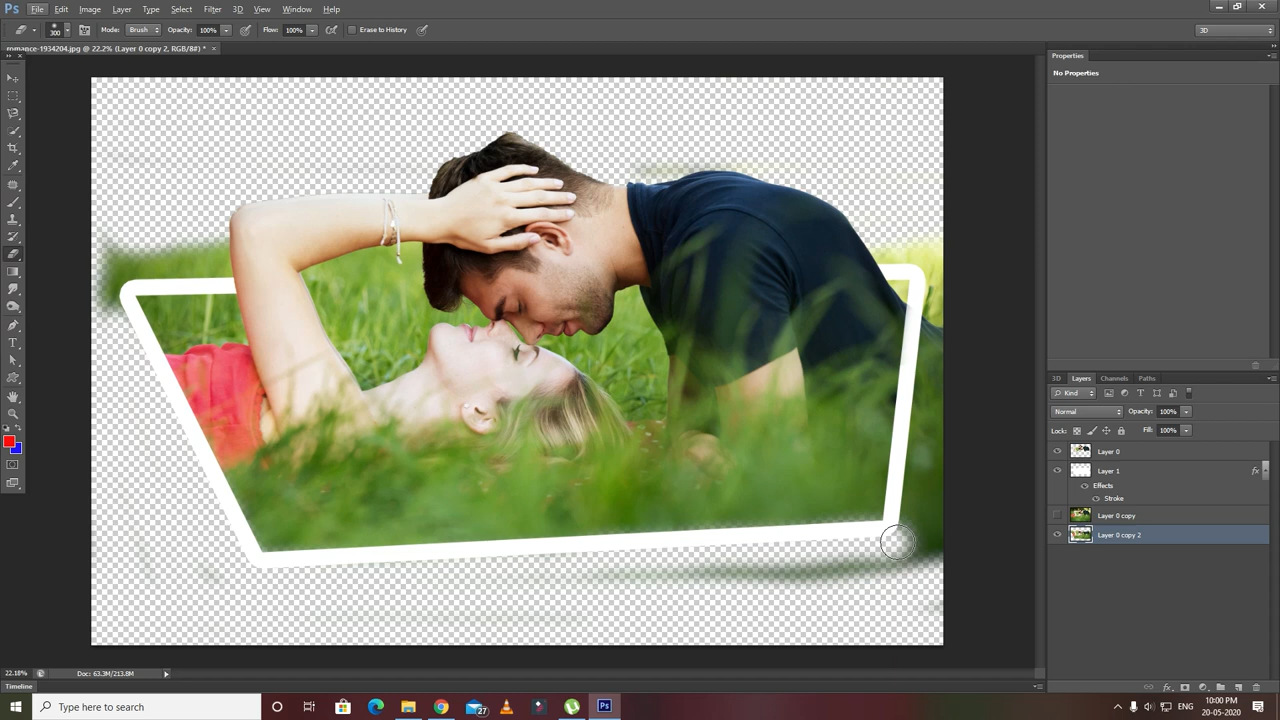 Ps File Edit Image Layer Type Select Filter 3D View Window Help
300 Mode: Brush Opacity: 100% Flow: 100% Erase to History 3D
romance-1934204.jpg @ 22.2% (Layer 0 copy 2, RGB/8#) * ×
Properties
No Properties
3D Layers Channels Paths
Kind
Normal Opacity: 100%
Lock: Fill: 100%
Layer 0
Layer 1 fx
Effects
Stroke
Layer 0 copy
Layer 0 copy 2
22.18% Doc: 63.3M/213.8M
Timeline
Type here to search 27 Ps ENG 10:00 PM
20-05-2020